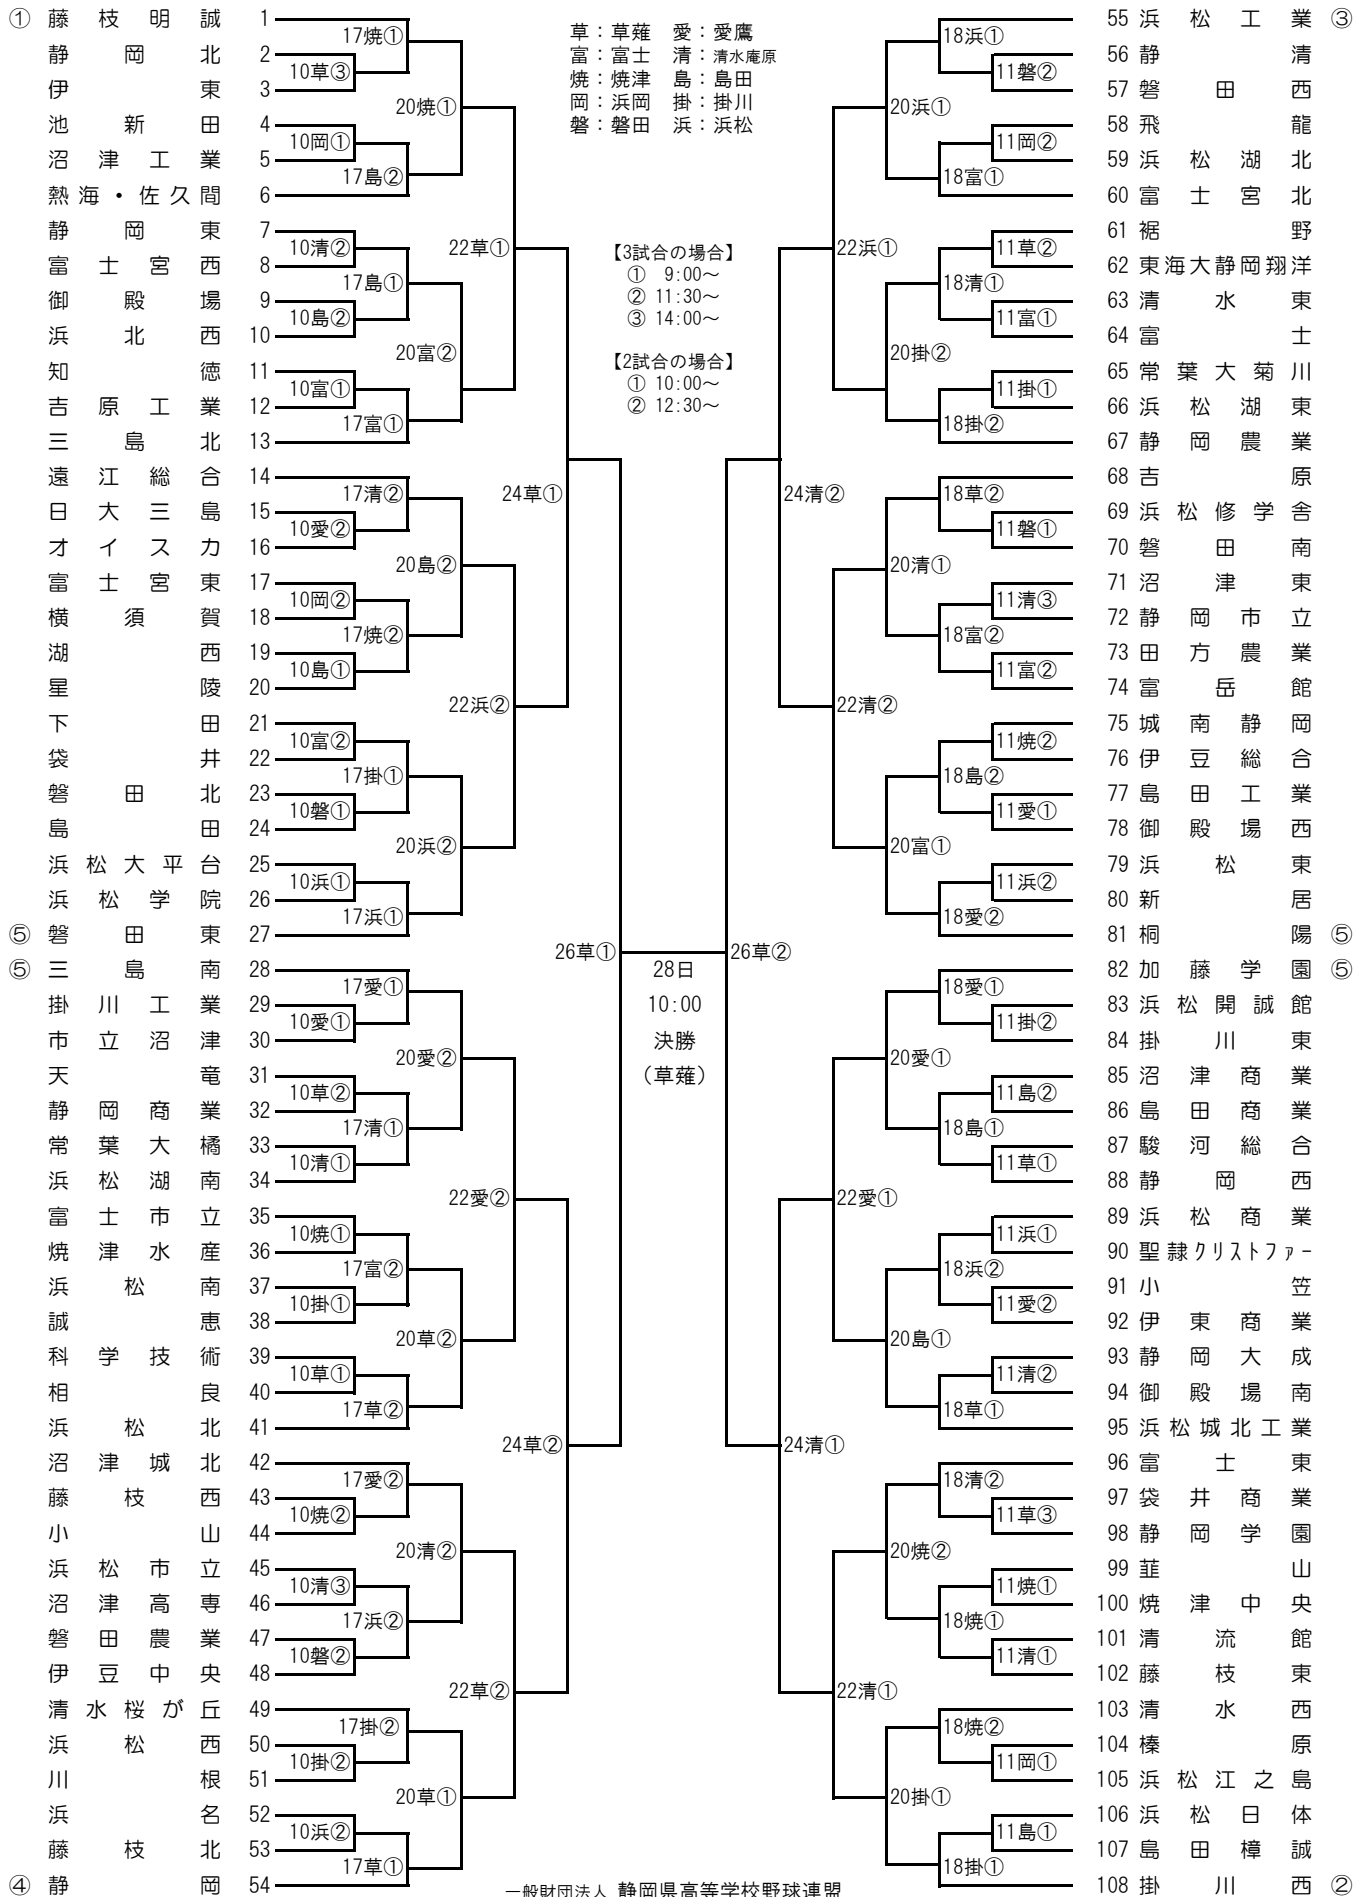 ① 藤枝明誠 1
17焼①
静岡北 2
10草③
伊東 3
20焼①
池新田 4
10岡①
沼津工業 5
17島②
熱海・佐久間 6
22草①
静岡東 7
10清②
富士宮西 8
17島①
御殿場 9
10島②
浜北西 10
20富②
知徳 11
10富①
吉原工業 12
17富①
三島北 13
24草①
遠江総合 14
17清②
日大三島 15
10愛②
オイスカ 16
20島②
富士宮東 17
10岡②
横須賀 18
17焼②
湖西 19
10島①
星陵 20
22浜②
下田 21
10富②
袋井 22
17掛①
磐田北 23
10磐①
島田 24
20浜②
浜松大平台 25
10浜①
浜松学院 26
17浜①
⑤ 磐田東 27
26草①
⑤ 三島南 28
17愛①
掛川工業 29
10愛①
市立沼津 30
20愛②
天竜 31
10草②
静岡商業 32
17清①
常葉大橘 33
10清①
浜松湖南 34
22愛②
富士市立 35
10焼①
焼津水産 36
17富②
浜松南 37
10掛①
誠恵 38
20草②
科学技術 39
10草①
相良 40
17草②
浜松北 41
24草②
沼津城北 42
17愛②
藤枝西 43
10焼②
小山 44
20清②
浜松市立 45
10清③
沼津高専 46
17浜②
磐田農業 47
10磐②
伊豆中央 48
22草②
清水桜が丘 49
17掛②
浜松西 50
10掛②
川根 51
20草①
浜名 52
10浜②
藤枝北 53
17草①
④ 静岡 54
草：草薙 愛：愛鷹
富：富士 清：清水庵原
焼：焼津 島：島田
岡：浜岡 掛：掛川
磐：磐田 浜：浜松
【3試合の場合】
① 9:00～
② 11:30～
③ 14:00～
【2試合の場合】
① 10:00～
② 12:30～
28日
10:00
決勝
（草薙）
一般財団法人 静岡県高等学校野球連盟
55 浜松工業 ③
18浜①
56 静清
11磐②
57 磐田西
20浜①
58 飛龍
11岡②
59 浜松湖北
18富①
60 富士宮北
22浜①
61 裾野
11草②
62 東海大静岡翔洋
18清①
63 清水東
11富①
64 富士
20掛②
65 常葉大菊川
11掛①
66 浜松湖東
18掛②
67 静岡農業
24清②
68 吉原
18草②
69 浜松修学舎
11磐①
70 磐田南
20清①
71 沼津東
11清③
72 静岡市立
18富②
73 田方農業
11富②
74 富岳館
22清②
75 城南静岡
11焼②
76 伊豆総合
18島②
77 島田工業
11愛①
78 御殿場西
20富①
79 浜松東
11浜②
80 新居
18愛②
81 桐陽 ⑤
26草②
82 加藤学園 ⑤
18愛①
83 浜松開誠館
11掛②
84 掛川東
20愛①
85 沼津商業
11島②
86 島田商業
18島①
87 駿河総合
11草①
88 静岡西
22愛①
89 浜松商業
11浜①
90 聖隷クリストファー
18浜②
91 小笠
11愛②
92 伊東商業
20島①
93 静岡大成
11清②
94 御殿場南
18草①
95 浜松城北工業
24清①
96 富士東
18清②
97 袋井商業
11草③
98 静岡学園
20焼②
99 韮山
11焼①
100 焼津中央
18焼①
101 清流館
11清①
102 藤枝東
22清①
103 清水西
18焼②
104 榛原
11岡①
105 浜松江之島
20掛①
106 浜松日体
11島①
107 島田樟誠
18掛①
108 掛川西 ②